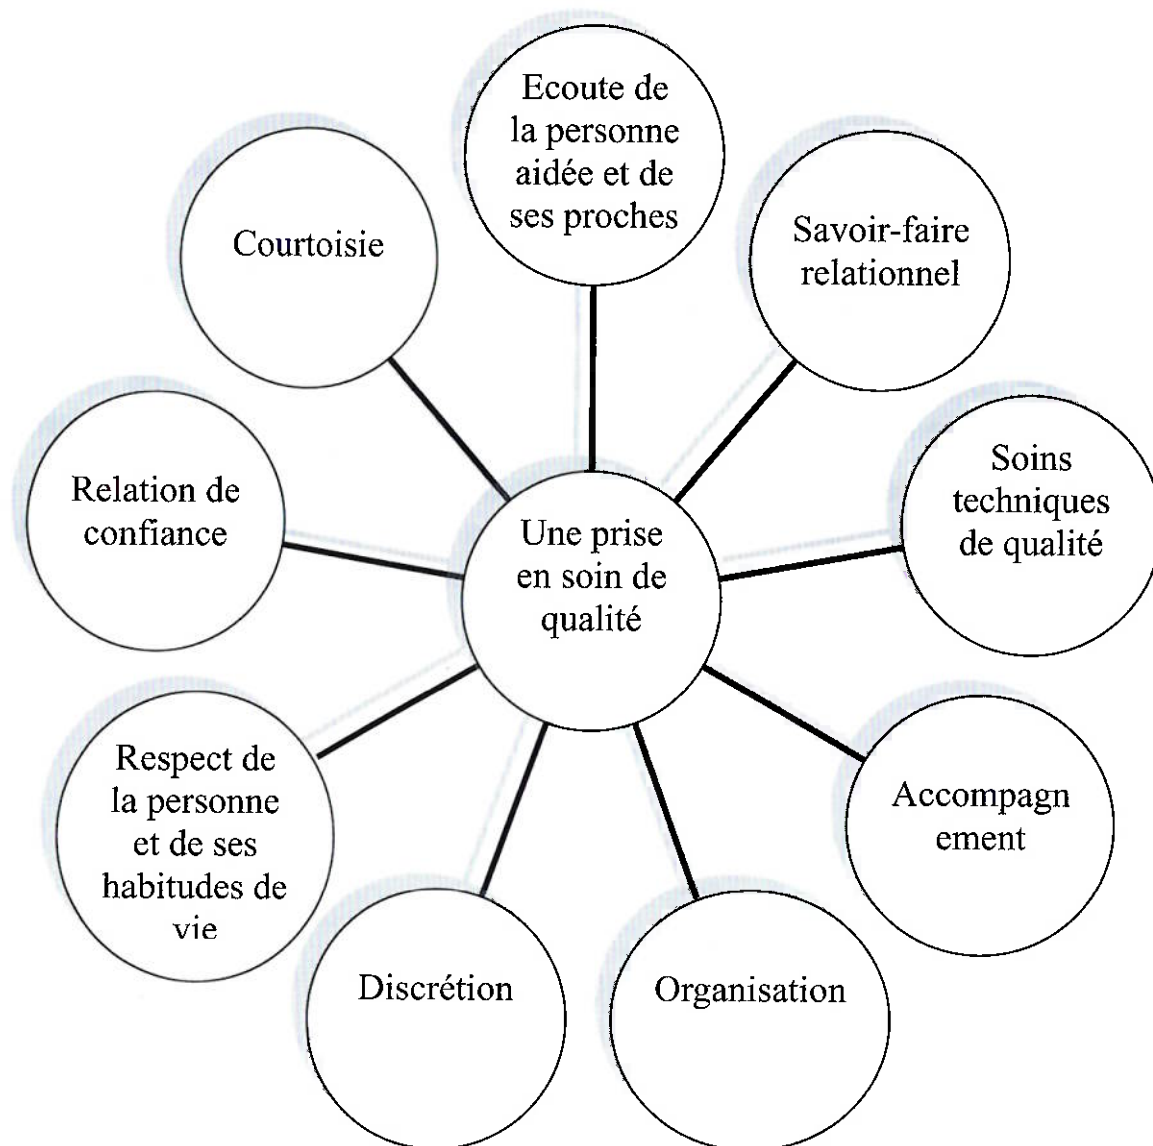 Ecoute de
la personne
aidée et de
ses proches
Savoir-faire
relationnel
Soins
techniques
de qualité
Accompagn
ement
Organisation
Discrétion
Respect de
la personne
et de ses
habitudes de
vie
Relation de
confiance
Courtoisie
Une prise
en soin de
qualité